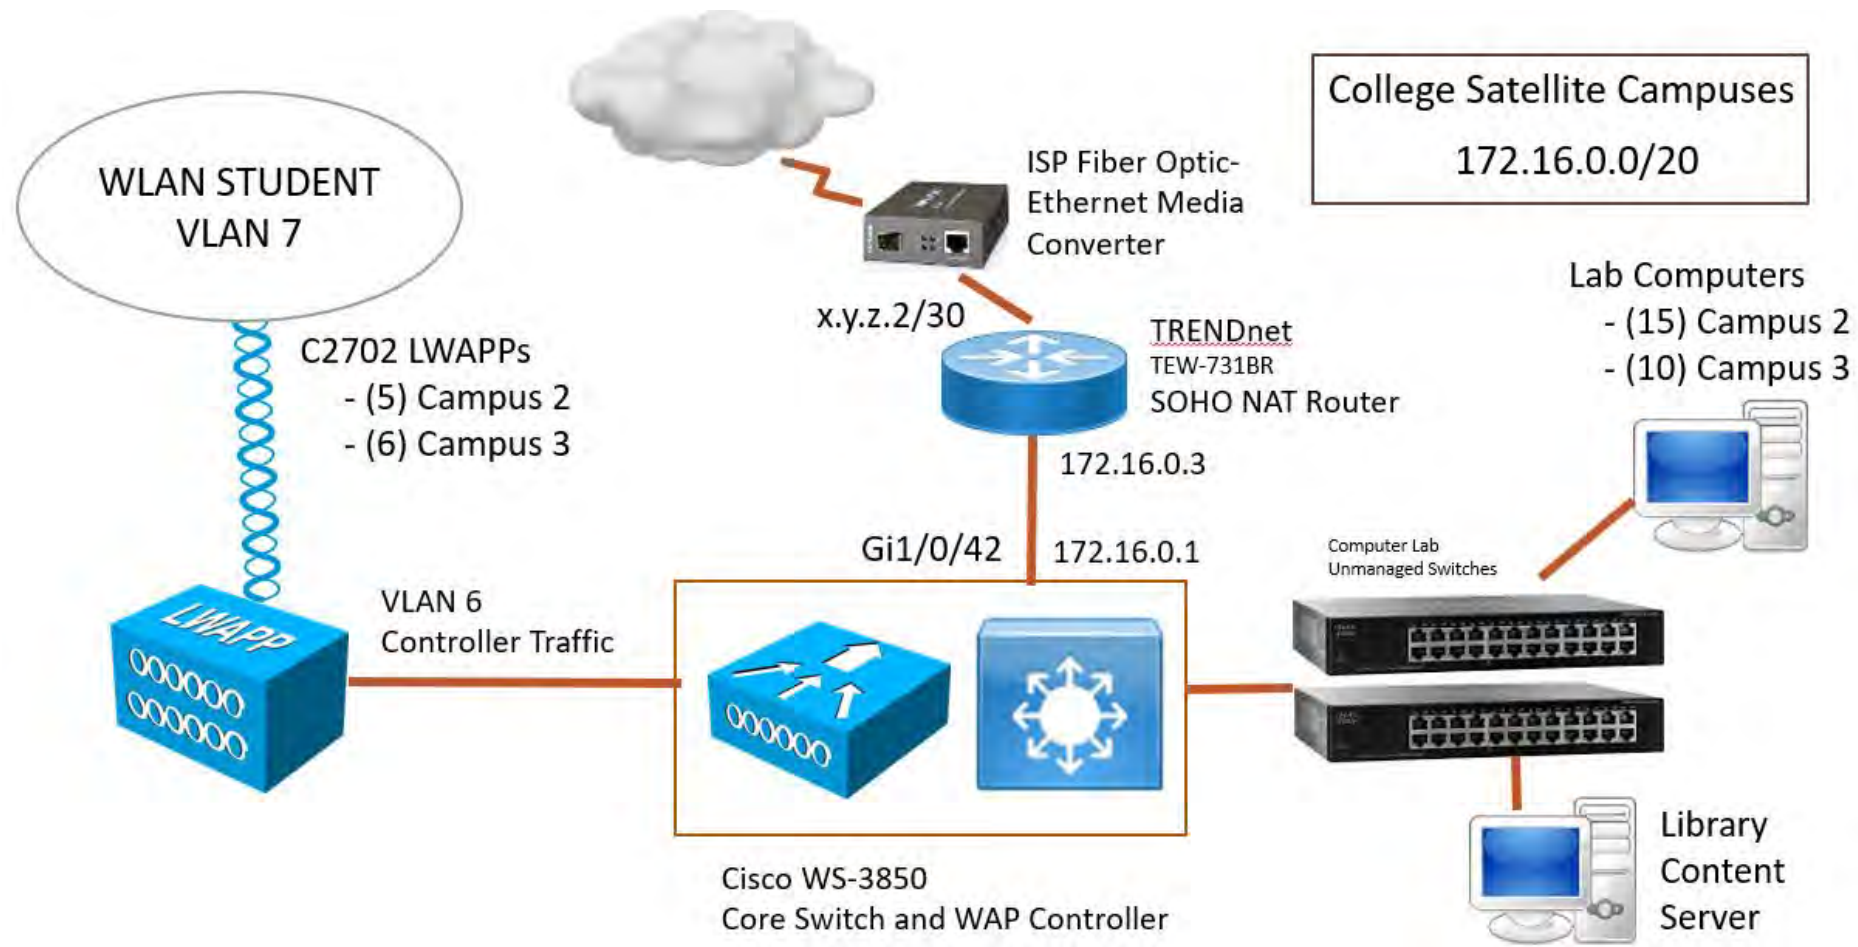 WLAN STUDENT
VLAN 7
C2702 LWAPPs
- (5) Campus 2
- (6) Campus 3
ISP Fiber Optic-
Ethernet Media
Converter
College Satellite Campuses
172.16.0.0/20
Lab Computers
- (15) Campus 2
- (10) Campus 3
x.y.z.2/30
TRENDnet
TEW-731BR
SOHO NAT Router
172.16.0.3
Gi1/0/42
172.16.0.1
Computer Lab
Unmanaged Switches
LWAPP
VLAN 6
Controller Traffic
Cisco WS-3850
Core Switch and WAP Controller
Library
Content
Server